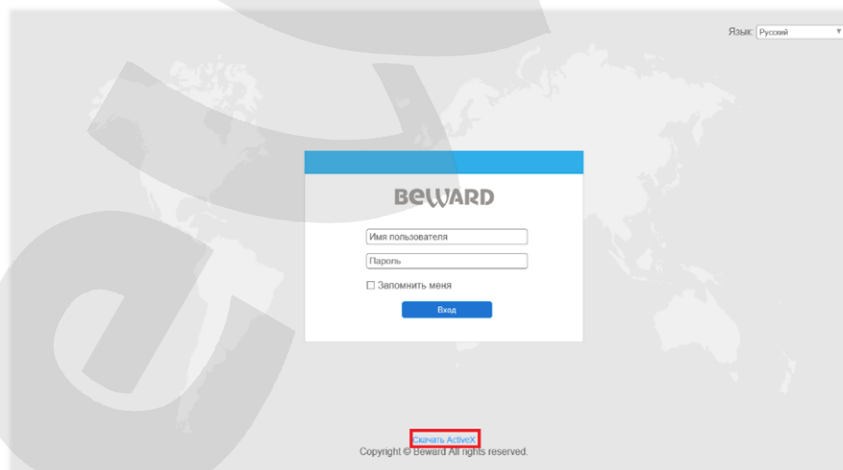 Язык: Русский
BEWARD
Имя пользователя
Пароль
Запомнить меня
Вход
Скачать ActiveX
Copyright © Beward All rights reserved.